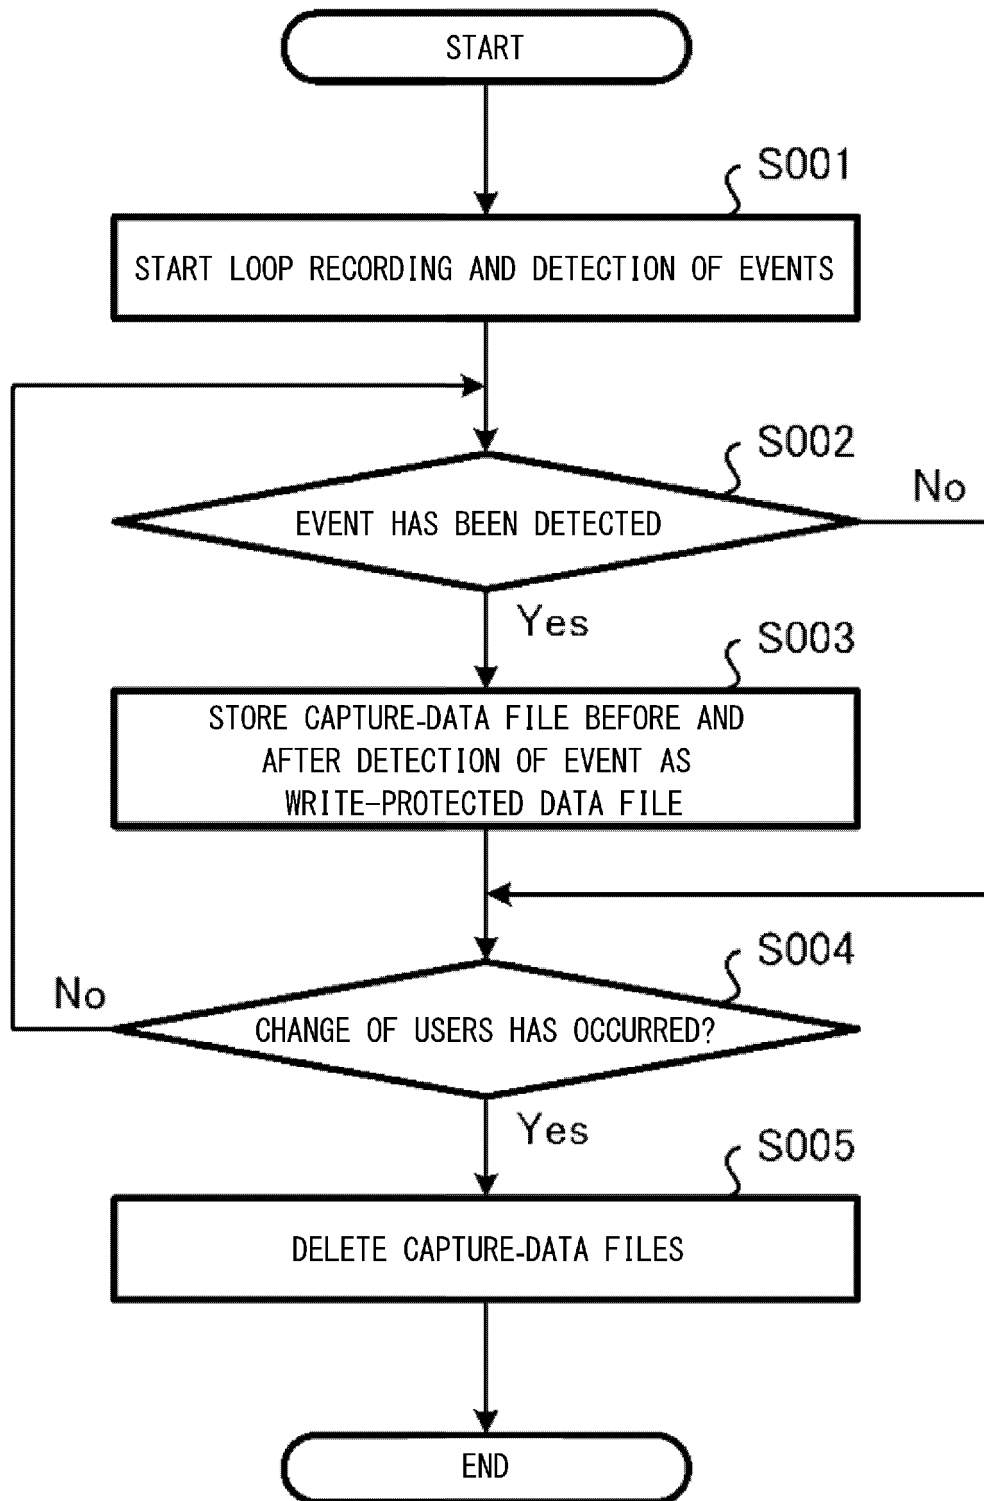 START
S001
START LOOP RECORDING AND DETECTION OF EVENTS
S002
No
EVENT HAS BEEN DETECTED
Yes
S003
STORE CAPTURE-DATA FILE BEFORE AND
AFTER DETECTION OF EVENT AS
WRITE-PROTECTED DATA FILE
S004
No
CHANGE OF USERS HAS OCCURRED?
Yes
S005
DELETE CAPTURE-DATA FILES
END